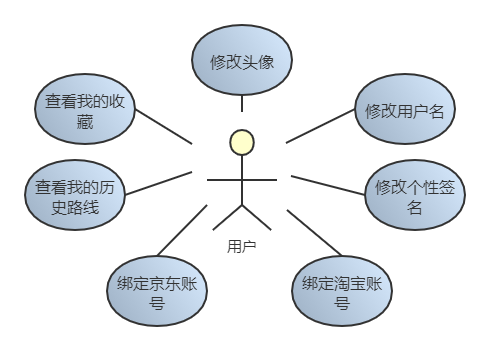 修改头像
查看我的收
藏
修改用户名
查看我的历
史路线
修改个性签
名
用户
绑定京东账
号
绑定淘宝账
号